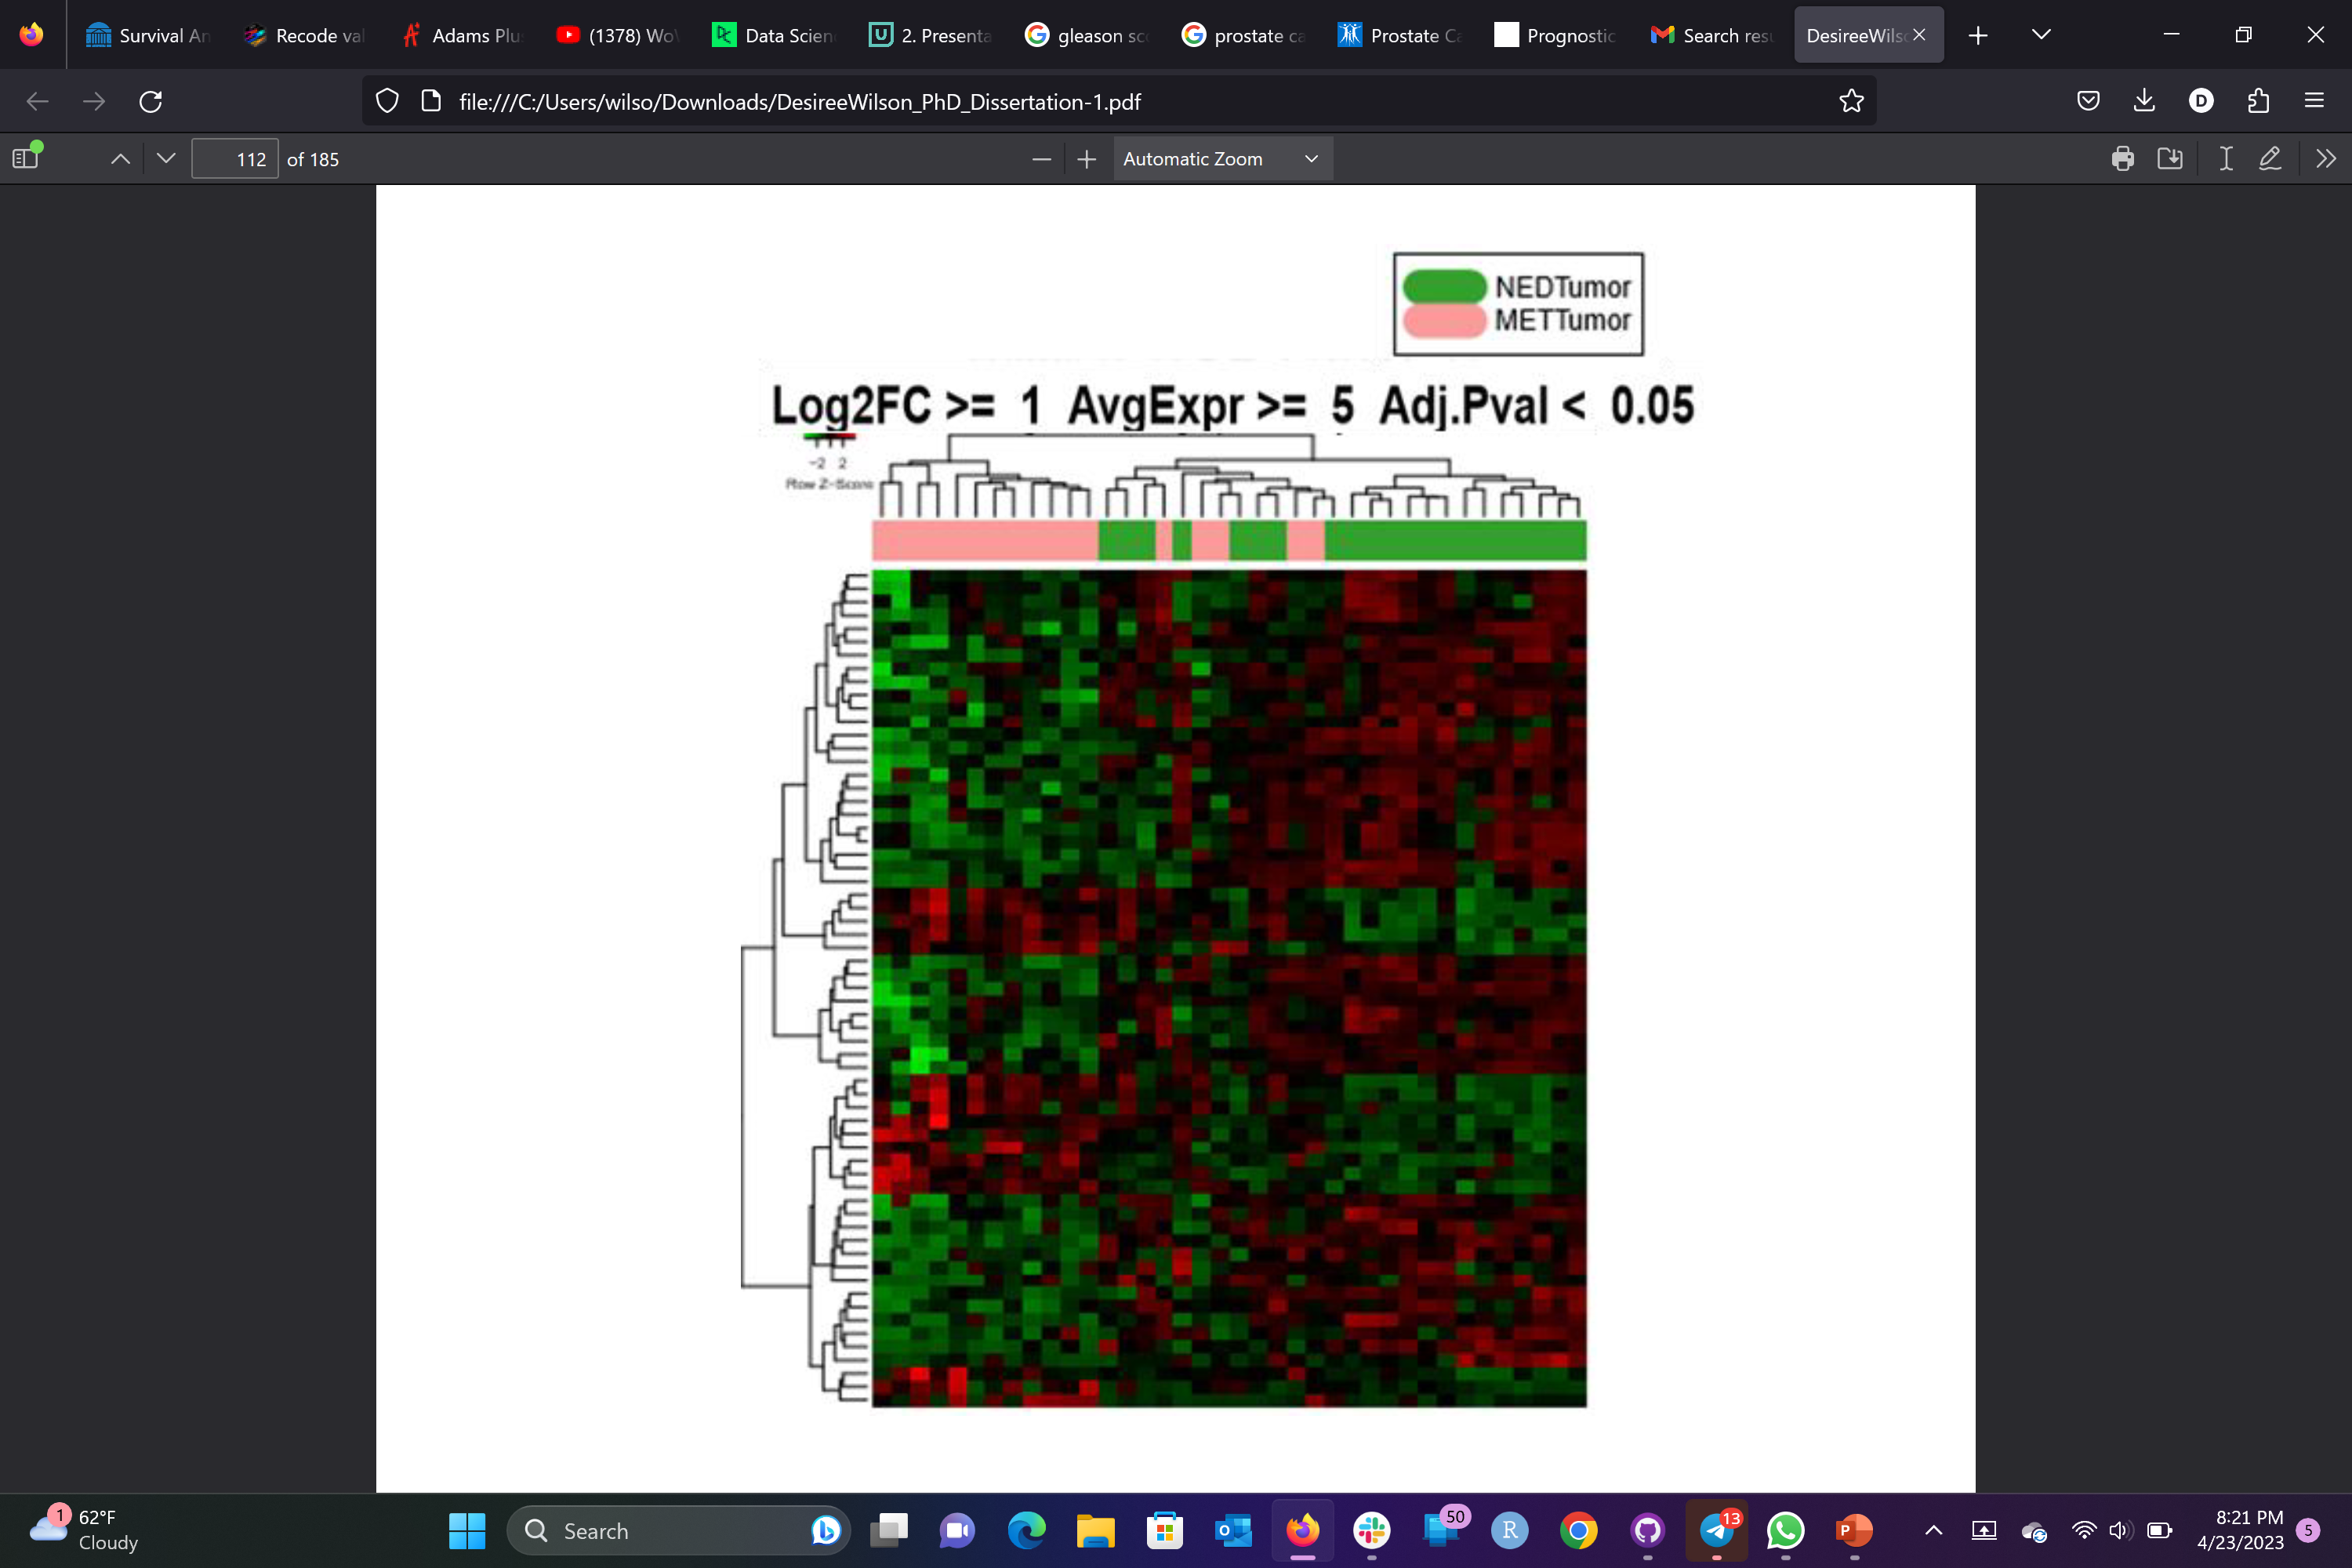 Survival An
Recode val
Adams Plu
(1378) Wo
Data Scien
2. Presenta
gleason sc
prostate ca
Prostate Ca
Prognostic
Search resu
DesireeWils
file:///C:/Users/wilso/Downloads/DesireeWilson_PhD_Dissertation-1.pdf
D
112 of 185
Automatic Zoom
NEDTumor
METTumor
Log2FC >= 1 AvgExpr >= 5 Adj.Pval < 0.05
-2 2
Row Z-Score
1
62°F
Cloudy
Search
50
R
13
P
8:21 PM
4/23/2023
5